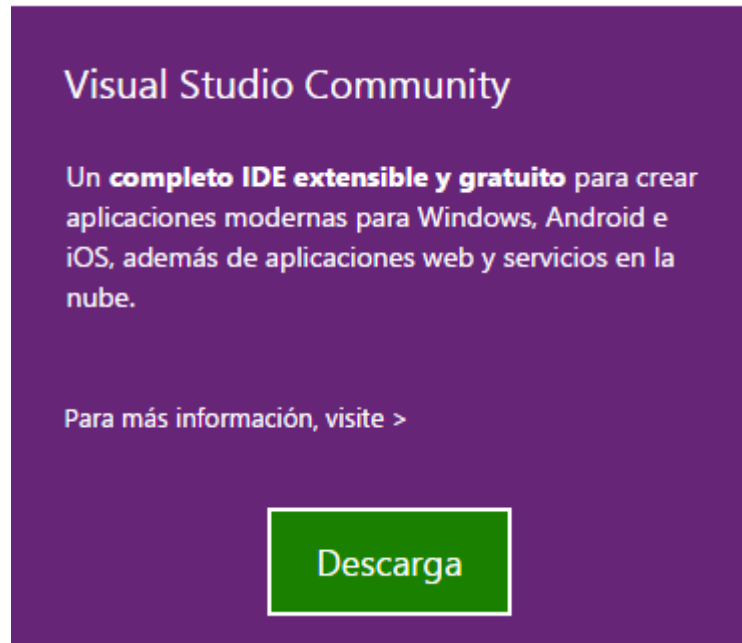 Visual Studio Community
Un completo IDE extensible y gratuito para crear
aplicaciones modernas para Windows, Android e
iOS, además de aplicaciones web y servicios en la
nube.
Para más información, visite >
Descarga